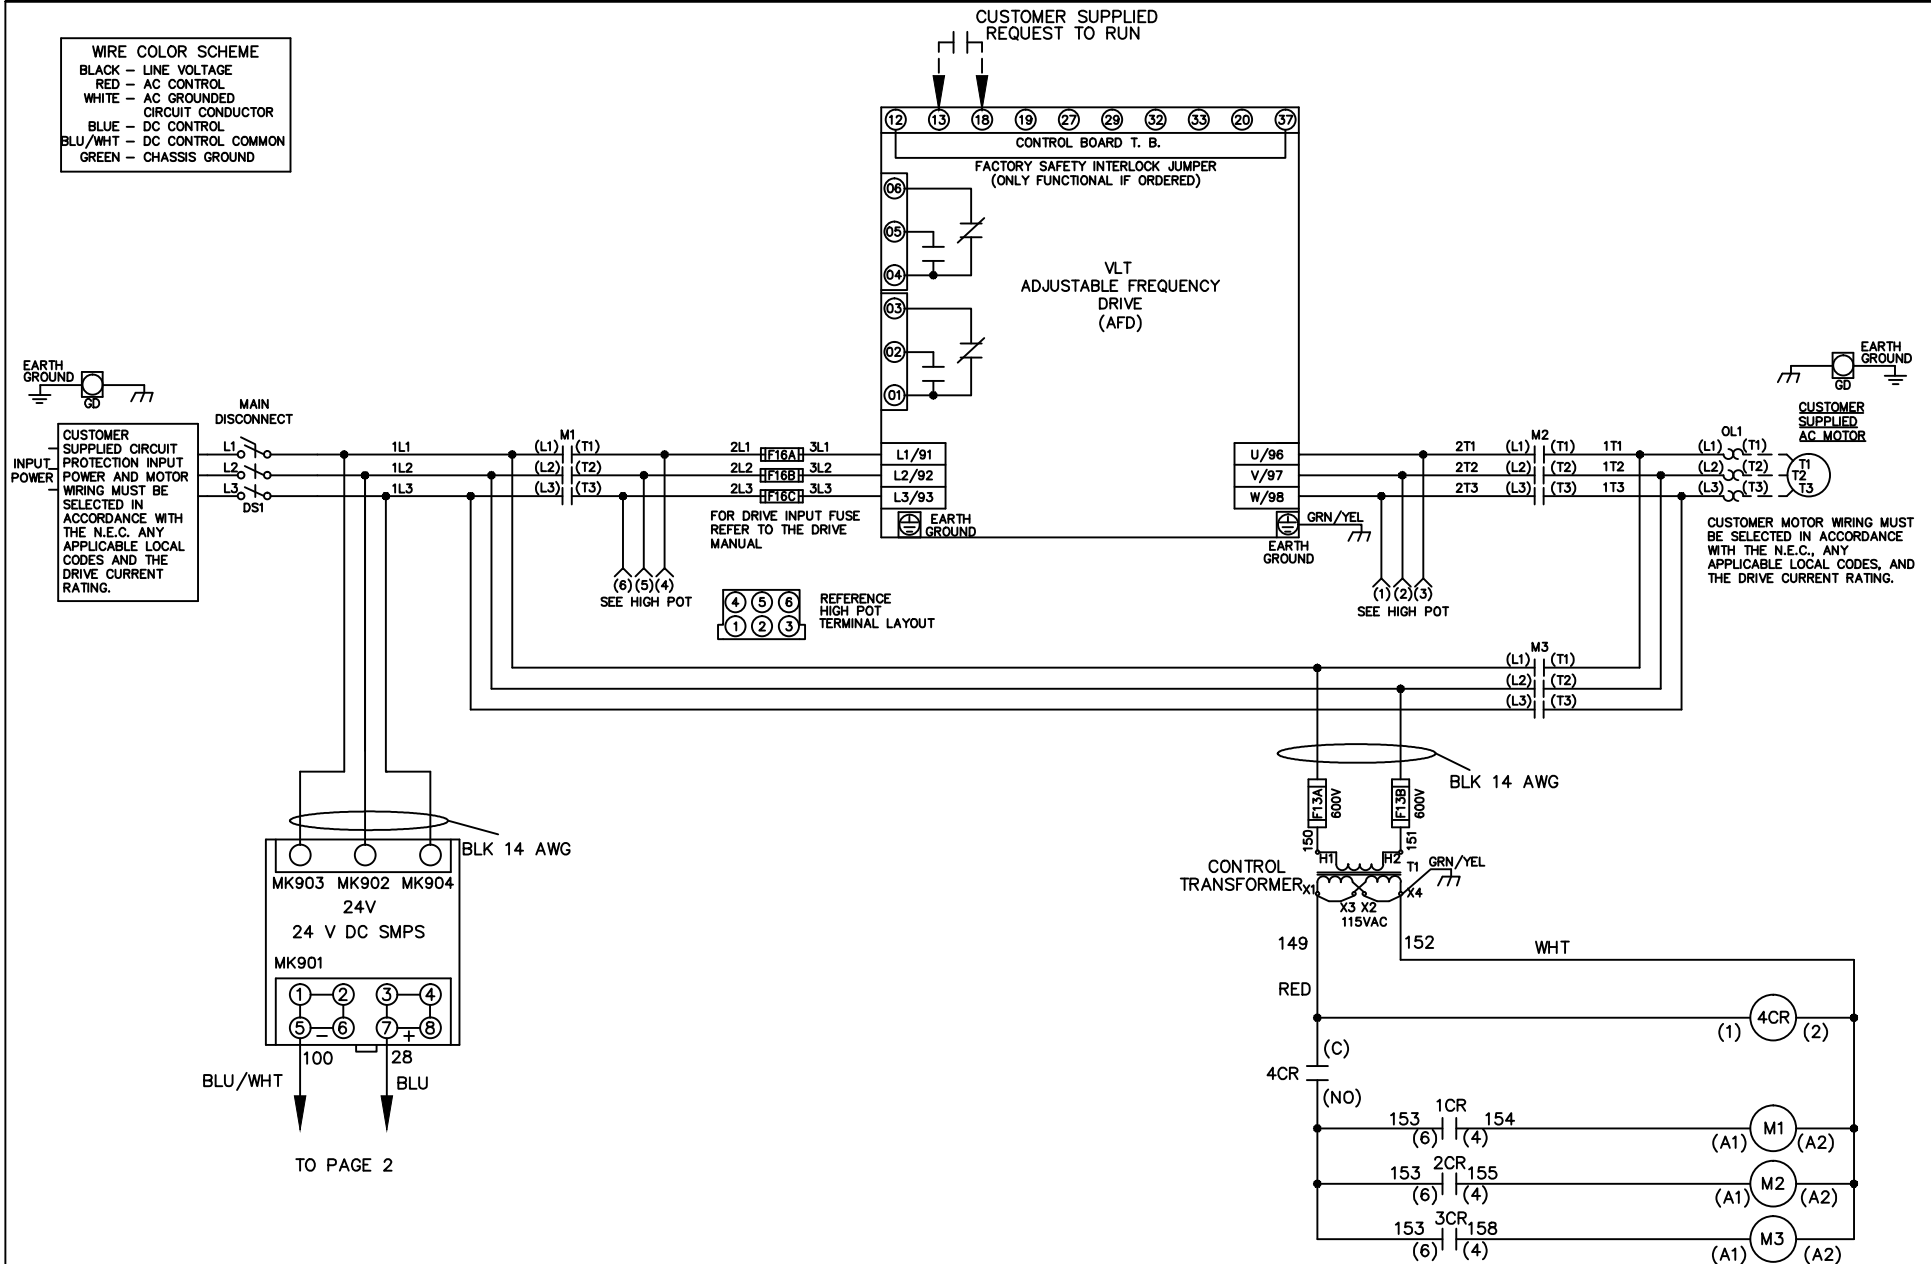 CUSTOMER SUPPLIED
REQUEST TO RUN
WIRE COLOR SCHEME
BLACK – LINE VOLTAGE
RED – AC CONTROL
WHITE – AC GROUNDED
CIRCUIT CONDUCTOR
BLUE – DC CONTROL
BLU/WHT – DC CONTROL COMMON
GREEN – CHASSIS GROUND
12 13 18 19 27 29 32 33 20 37
CONTROL BOARD T. B.
FACTORY SAFETY INTERLOCK JUMPER
(ONLY FUNCTIONAL IF ORDERED)
06
05
04
03
02
01
VLT
ADJUSTABLE FREQUENCY
DRIVE
(AFD)
EARTH
GROUND
GD
MAIN
DISCONNECT
INPUT
POWER
CUSTOMER
SUPPLIED CIRCUIT
PROTECTION INPUT
POWER AND MOTOR
WIRING MUST BE
SELECTED IN
ACCORDANCE WITH
THE N.E.C. ANY
APPLICABLE LOCAL
CODES AND THE
DRIVE CURRENT
RATING.
L1
L2
L3
DS1
1L1
1L2
1L3
M1
(L1) (T1)
(L2) (T2)
(L3) (T3)
2L1 F16A 3L1
2L2 F16B 3L2
2L3 F16C 3L3
FOR DRIVE INPUT FUSE
REFER TO THE DRIVE
MANUAL
L1/91
L2/92
L3/93
EARTH
GROUND
U/96
V/97
W/98
GRN/YEL
EARTH
GROUND
2T1
2T2
2T3
M2
(L1) (T1)
(L2) (T2)
(L3) (T3)
1T1
1T2
1T3
EARTH
GROUND
GD
CUSTOMER
SUPPLIED
AC MOTOR
OL1
(L1) (T1)
(L2) (T2)
(L3) (T3)
T1
T2
T3
CUSTOMER MOTOR WIRING MUST
BE SELECTED IN ACCORDANCE
WITH THE N.E.C., ANY
APPLICABLE LOCAL CODES, AND
THE DRIVE CURRENT RATING.
(6) (5) (4)
SEE HIGH POT
4 5 6
1 2 3
REFERENCE
HIGH POT
TERMINAL LAYOUT
(1) (2) (3)
SEE HIGH POT
M3
(L1) (T1)
(L2) (T2)
(L3) (T3)
BLK 14 AWG
F13A
600V
F13B
600V
150
151
H1 H2
T1
GRN/YEL
CONTROL
TRANSFORMER
X1
X4
X3 X2
115VAC
149
152
WHT
RED
4CR
(1) (2)
(C)
4CR
(NO)
1CR
153 154
(6) (4)
M1
(A1) (A2)
2CR
153 155
(6) (4)
M2
(A1) (A2)
3CR
153 158
(6) (4)
M3
(A1) (A2)
BLK 14 AWG
MK903 MK902 MK904
24V
24 V DC SMPS
MK901
1 2 3 4
5 – 6 7 + 8
100
28
BLU/WHT
BLU
TO PAGE 2